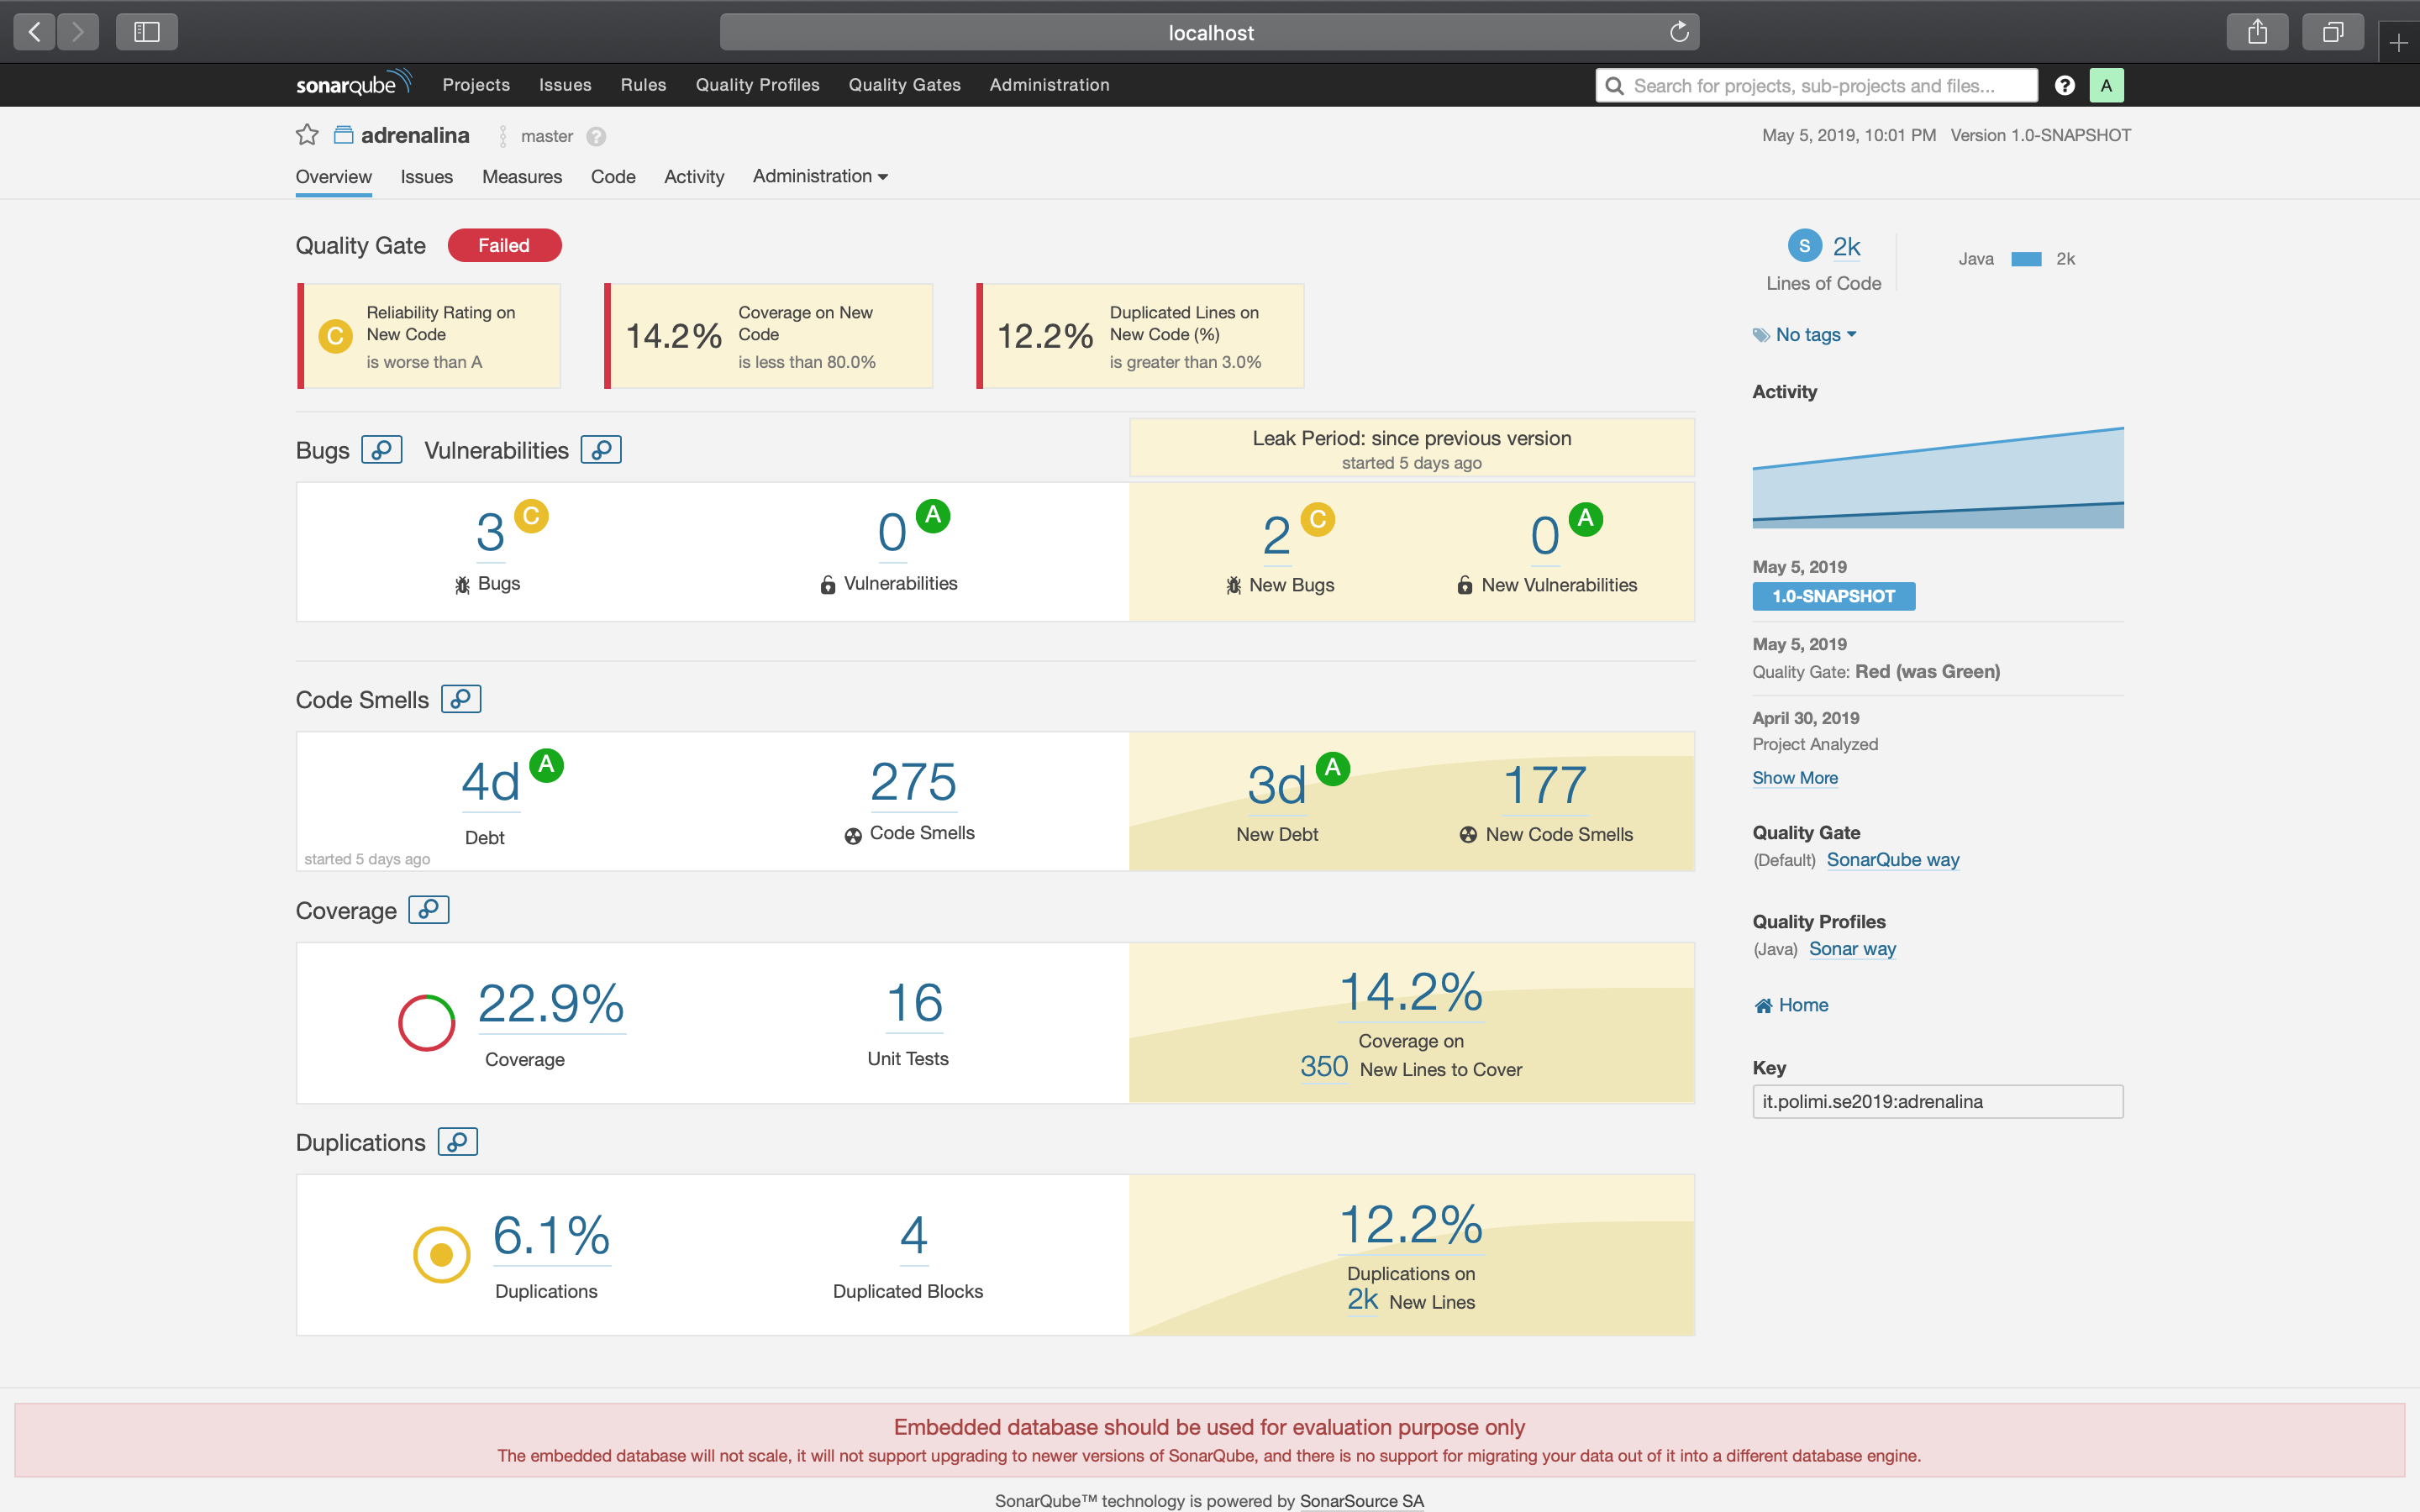 localhost
sonarqube Projects Issues Rules Quality Profiles Quality Gates Administration Search for projects, sub-projects and files... ? A
adrenalina master ? May 5, 2019, 10:01 PM Version 1.0-SNAPSHOT
Overview Issues Measures Code Activity Administration
Quality Gate Failed
C
Reliability Rating on
New Code
is worse than A
14.2%
Coverage on New
Code
is less than 80.0%
12.2%
Duplicated Lines on
New Code (%)
is greater than 3.0%
Bugs Vulnerabilities
Leak Period: since previous version
started 5 days ago
3 C
Bugs
0 A
Vulnerabilities
2 C
New Bugs
0 A
New Vulnerabilities
Code Smells
4d A
Debt
started 5 days ago
275
Code Smells
3d A
New Debt
177
New Code Smells
Coverage
22.9%
Coverage
16
Unit Tests
14.2%
Coverage on
350 New Lines to Cover
Duplications
6.1%
Duplications
4
Duplicated Blocks
12.2%
Duplications on
2k New Lines
S 2k
Lines of Code
Java 2k
No tags
Activity
May 5, 2019
1.0-SNAPSHOT
May 5, 2019
Quality Gate: Red (was Green)
April 30, 2019
Project Analyzed
Show More
Quality Gate
(Default) SonarQube way
Quality Profiles
(Java) Sonar way
Home
Key
it.polimi.se2019:adrenalina
Embedded database should be used for evaluation purpose only
The embedded database will not scale, it will not support upgrading to newer versions of SonarQube, and there is no support for migrating your data out of it into a different database engine.
SonarQube™ technology is powered by SonarSource SA